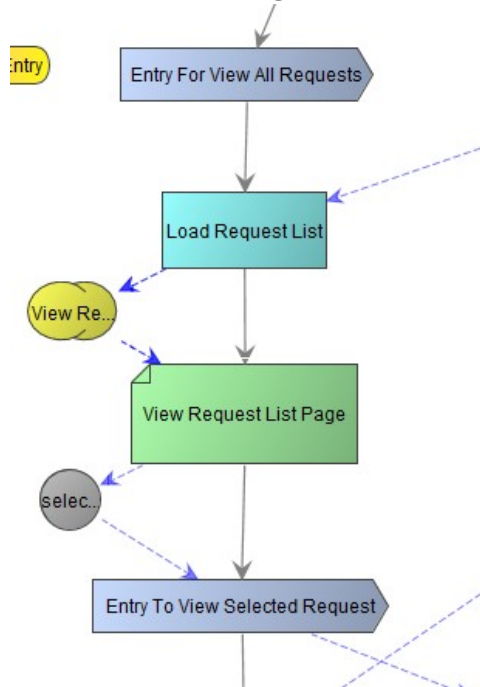 Entry
Entry For View All Requests
Load Request List
View Re...
View Request List Page
selec...
Entry To View Selected Request